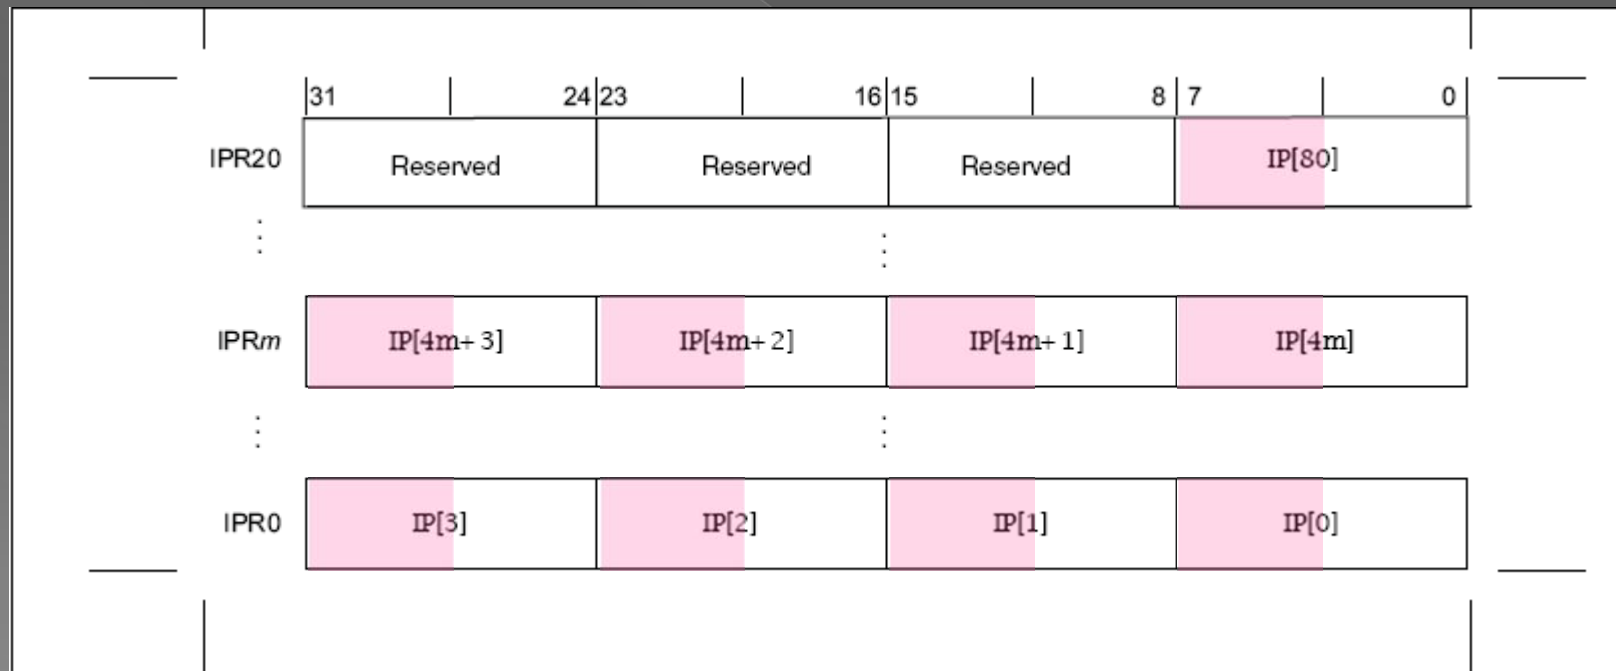 31 24 23 16 15 8 7 0
IPR20 Reserved Reserved Reserved IP[80]
IPRm IP[4m+3] IP[4m+2] IP[4m+1] IP[4m]
IPR0 IP[3] IP[2] IP[1] IP[0]